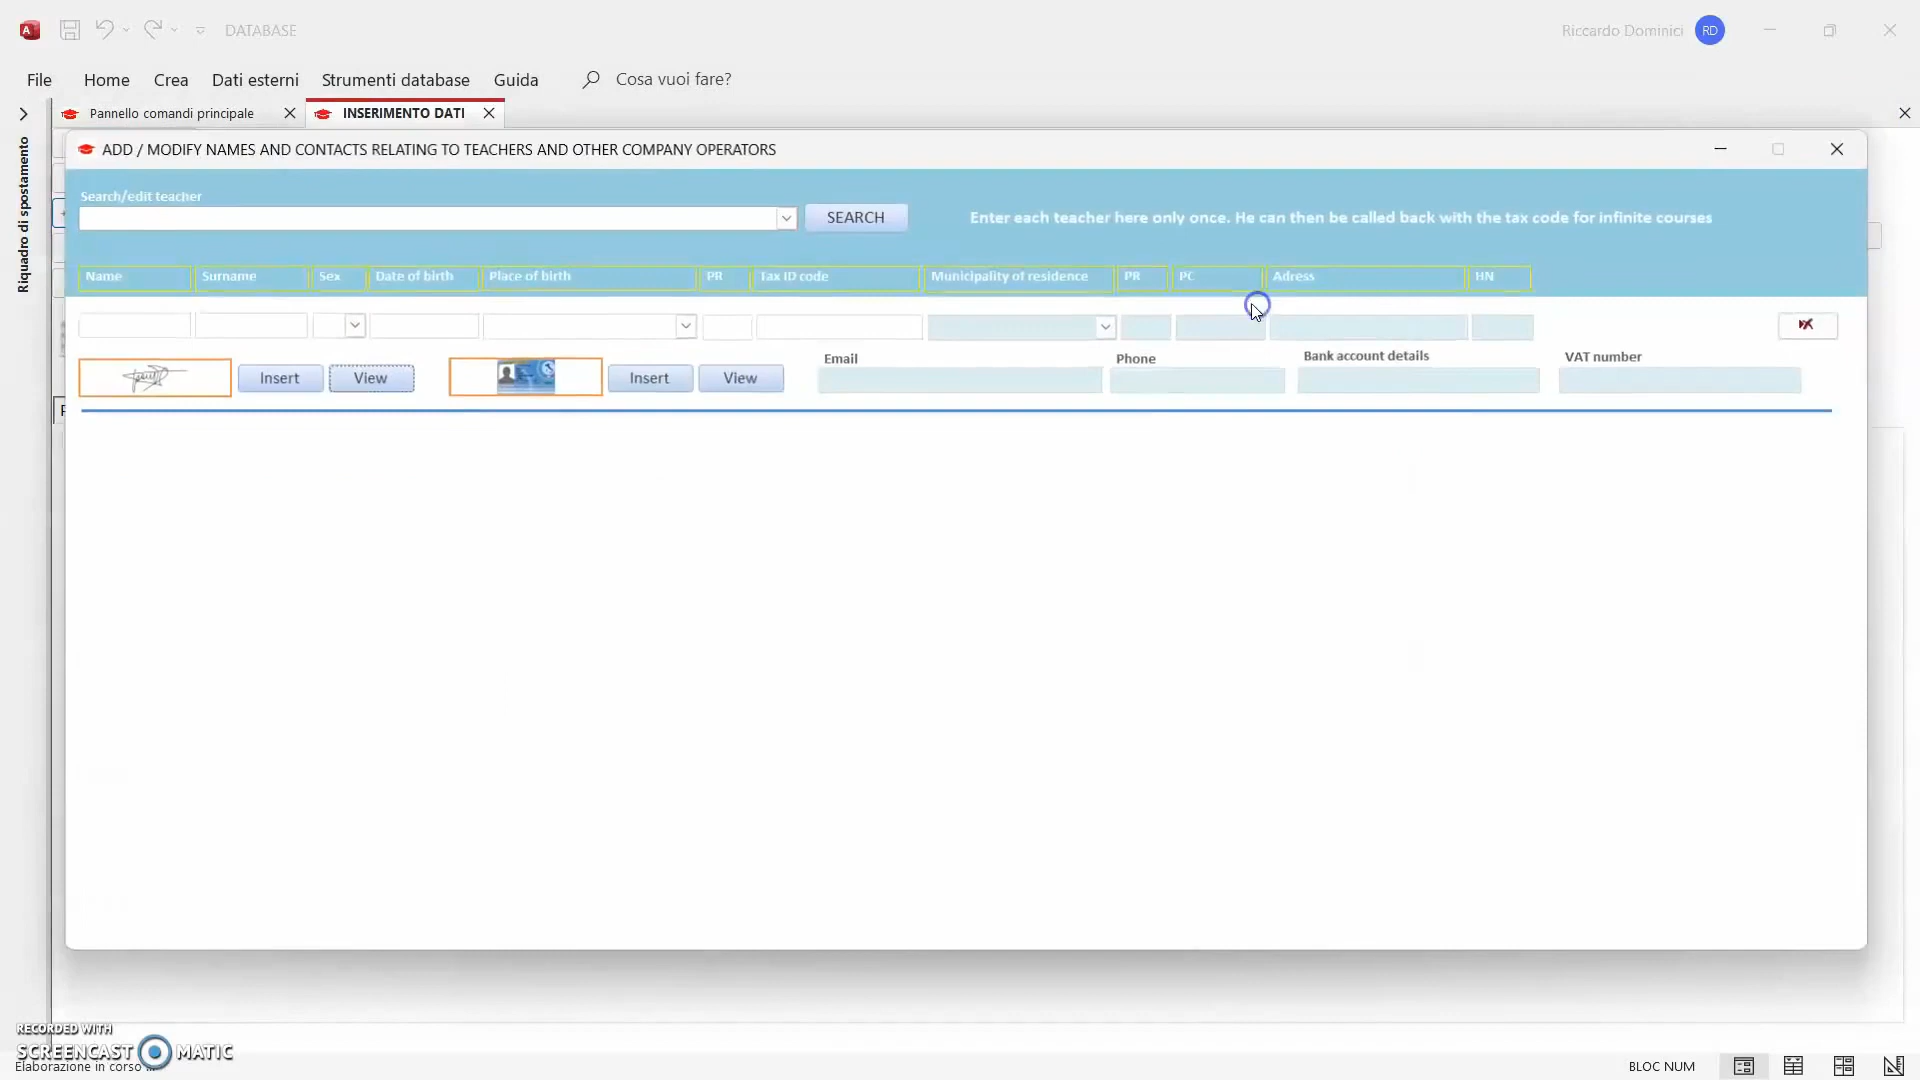 DATABASE
Riccardo Dominici RD
File Home Crea Dati esterni Strumenti database Guida Cosa vuoi fare?
Pannello comandi principale INSERIMENTO DATI
Riquadro di spostamento
ADD / MODIFY NAMES AND CONTACTS RELATING TO TEACHERS AND OTHER COMPANY OPERATORS
Search/edit teacher
SEARCH Enter each teacher here only once. He can then be called back with the tax code for infinite courses
Name Surname Sex Date of birth Place of birth PR Tax ID code Municipality of residence PR PC Adress HN
Email Phone Bank account details VAT number
Insert View Insert View
RECORDED WITH
SCREENCAST MATIC
Elaborazione in corso ...
BLOC NUM